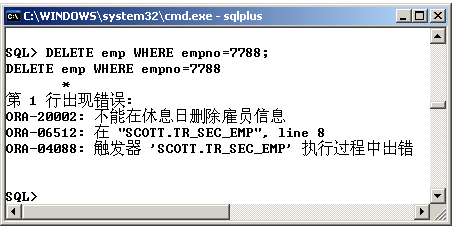 C:\WINDOWS\system32\cmd.exe - sqlplus
SQL> DELETE emp WHERE empno=7788;
DELETE emp WHERE empno=7788
*
第 1 行出现错误:
ORA-20002: 不能在休息日删除雇员信息
ORA-06512: 在 "SCOTT.TR_SEC_EMP", line 8
ORA-04088: 触发器 'SCOTT.TR_SEC_EMP' 执行过程中出错
SQL>